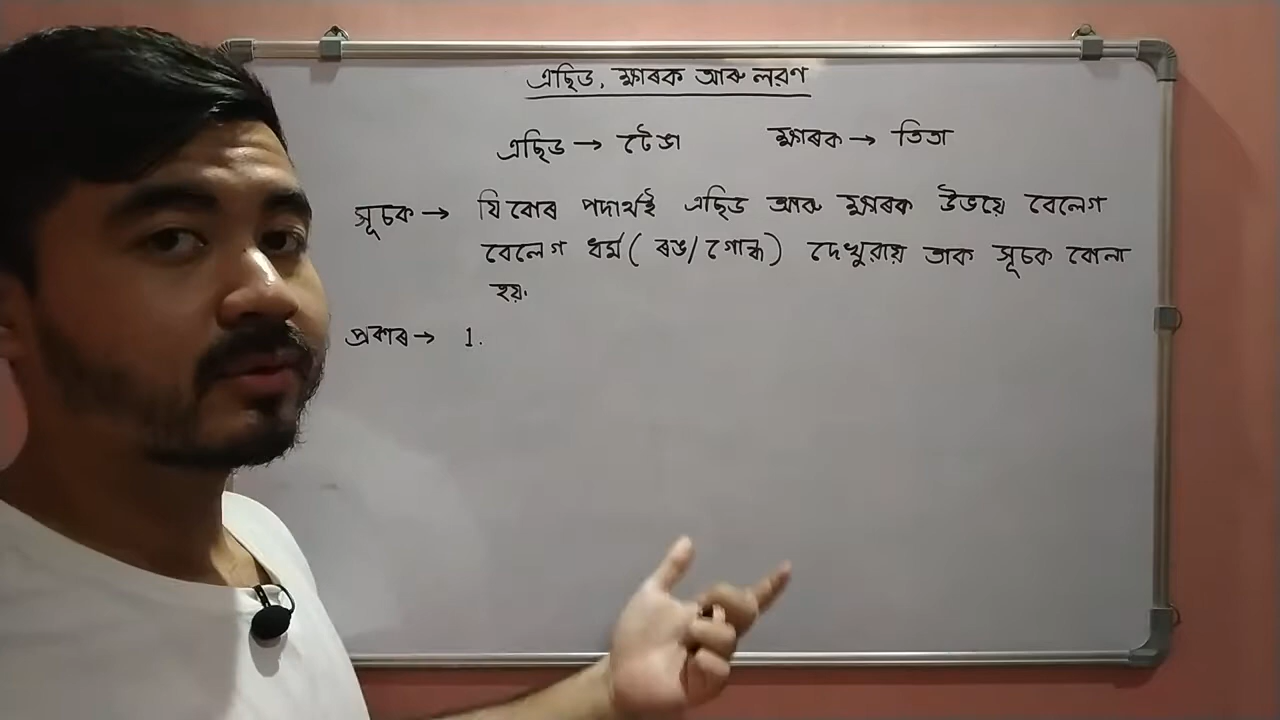 এছিড, ক্ষাৰক আৰু লৱণ
এছিড → টেঙা ক্ষাৰক → তিতা
সূচক → যিবোৰ পদাৰ্থই এছিড আৰু ক্ষাৰক উভয়ে বেলেগ
বেলেগ ধৰ্ম ( ৰঙ/গোন্ধ ) দেখুৱায় তাক সূচক বোলা
হয়.
প্ৰকাৰ → 1.